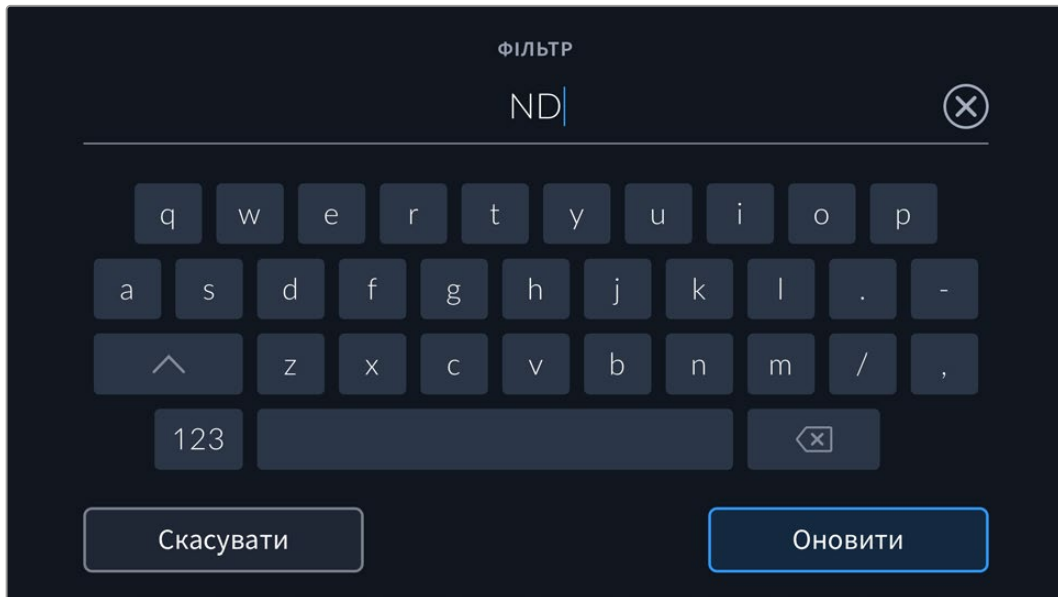 ФІЛЬТР
ND
q w e r t y u i o p
a s d f g h j k l . -
z x c v b n m / ,
123
Скасувати Оновити